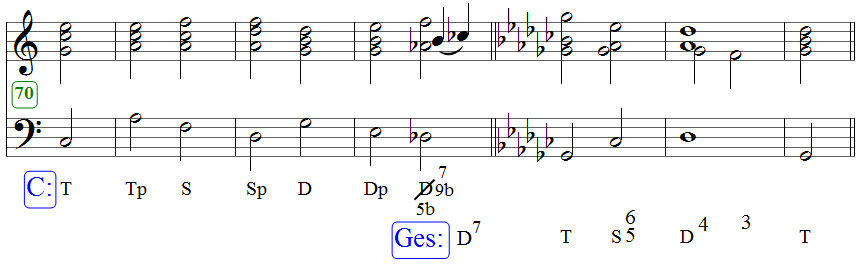 70
C: T Tp S Sp D Dp D 7 9b
5b
Ges: D 7 T S 6 5 D 4 3 T